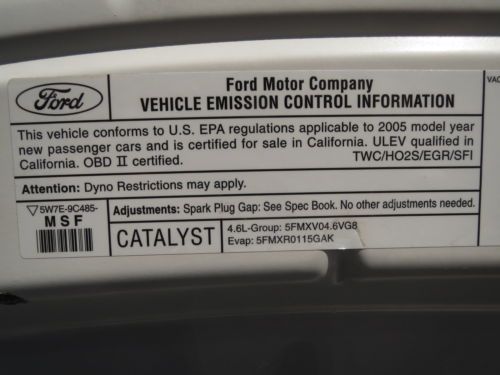 Ford
Ford Motor Company
VEHICLE EMISSION CONTROL INFORMATION
VAC
This vehicle conforms to U.S. EPA regulations applicable to 2005 model year
new passenger cars and is certified for sale in California. ULEV qualified in
California. OBD II certified. TWC/HO2S/EGR/SFI
Attention: Dyno Restrictions may apply.
5W7E-9C485-
MSF
Adjustments: Spark Plug Gap: See Spec Book. No other adjustments needed.
CATALYST
4.6L-Group: 5FMXV04.6VG8
Evap: 5FMXR0115GAK